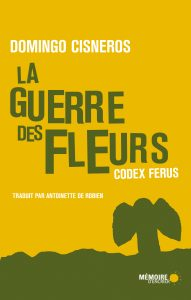 DOMINGO CISNEROS
LA
GUERRE
DES FLEURS
CODEX FERUS
TRADUIT PAR ANTOINETTE DE ROBIEN
MÉMOIRE
D'ENCRIER